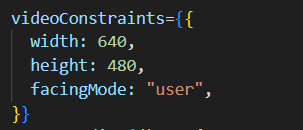 videoConstraints={{
width: 640,
height: 480,
facingMode: "user",
}}